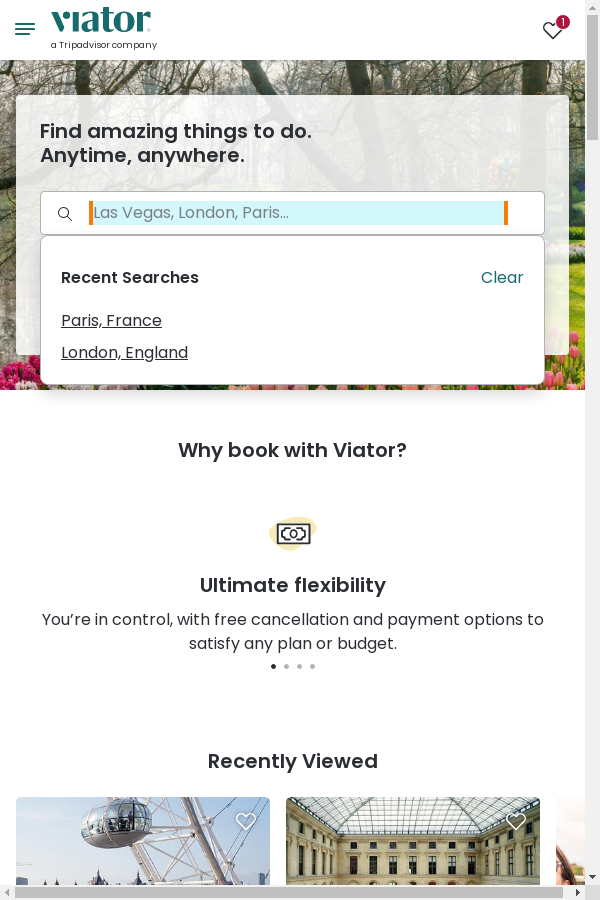 viator
a Tripadvisor company
1
Find amazing things to do.
Anytime, anywhere.
Las Vegas, London, Paris...
Recent Searches
Clear
Paris, France
London, England
Why book with Viator?
Ultimate flexibility
You’re in control, with free cancellation and payment options to
satisfy any plan or budget.
Recently Viewed